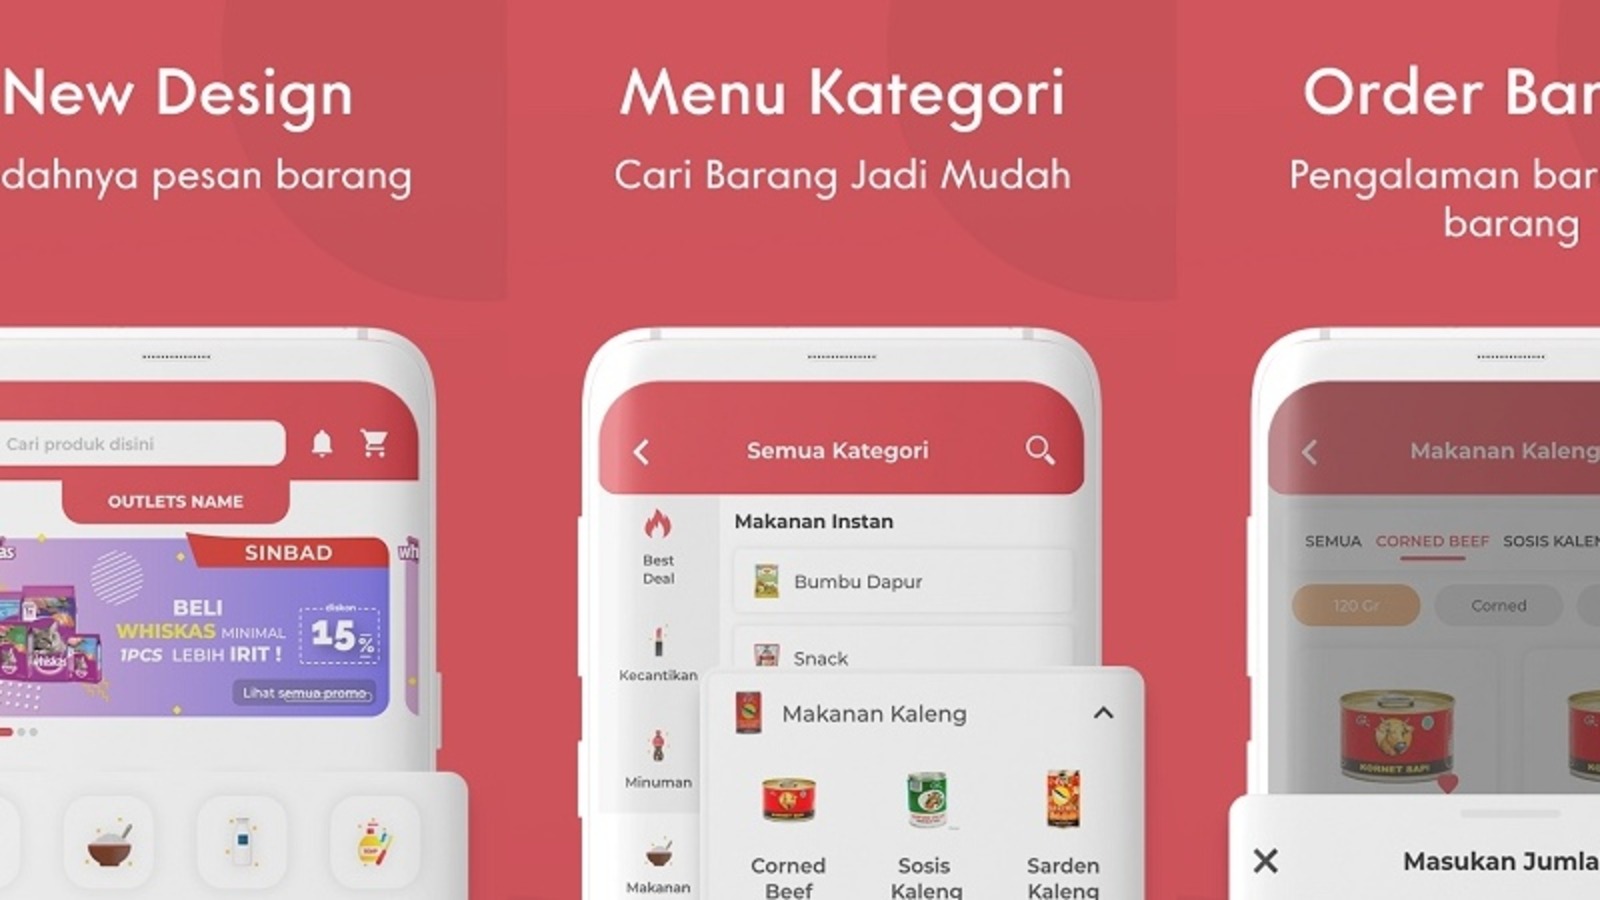 New Design
dahnya pesan barang
Cari produk disini
OUTLETS NAME
SINBAD
BELI
WHISKAS MINIMAL
1PCS LEBIH IRIT !
diskon
15%
Lihat semua promo
Menu Kategori
Cari Barang Jadi Mudah
Semua Kategori
Best
Deal
Kecantikan
Minuman
Makanan
Makanan Instan
Bumbu Dapur
Snack
Makanan Kaleng
Corned
Beef
Sosis
Kaleng
Sarden
Kaleng
Order Bar
Pengalaman bar
barang
Makanan Kaleng
SEMUA CORNED BEEF SOSIS KALEN
120 Gr
Corned
KORNET SAPI
Masukan Jumla